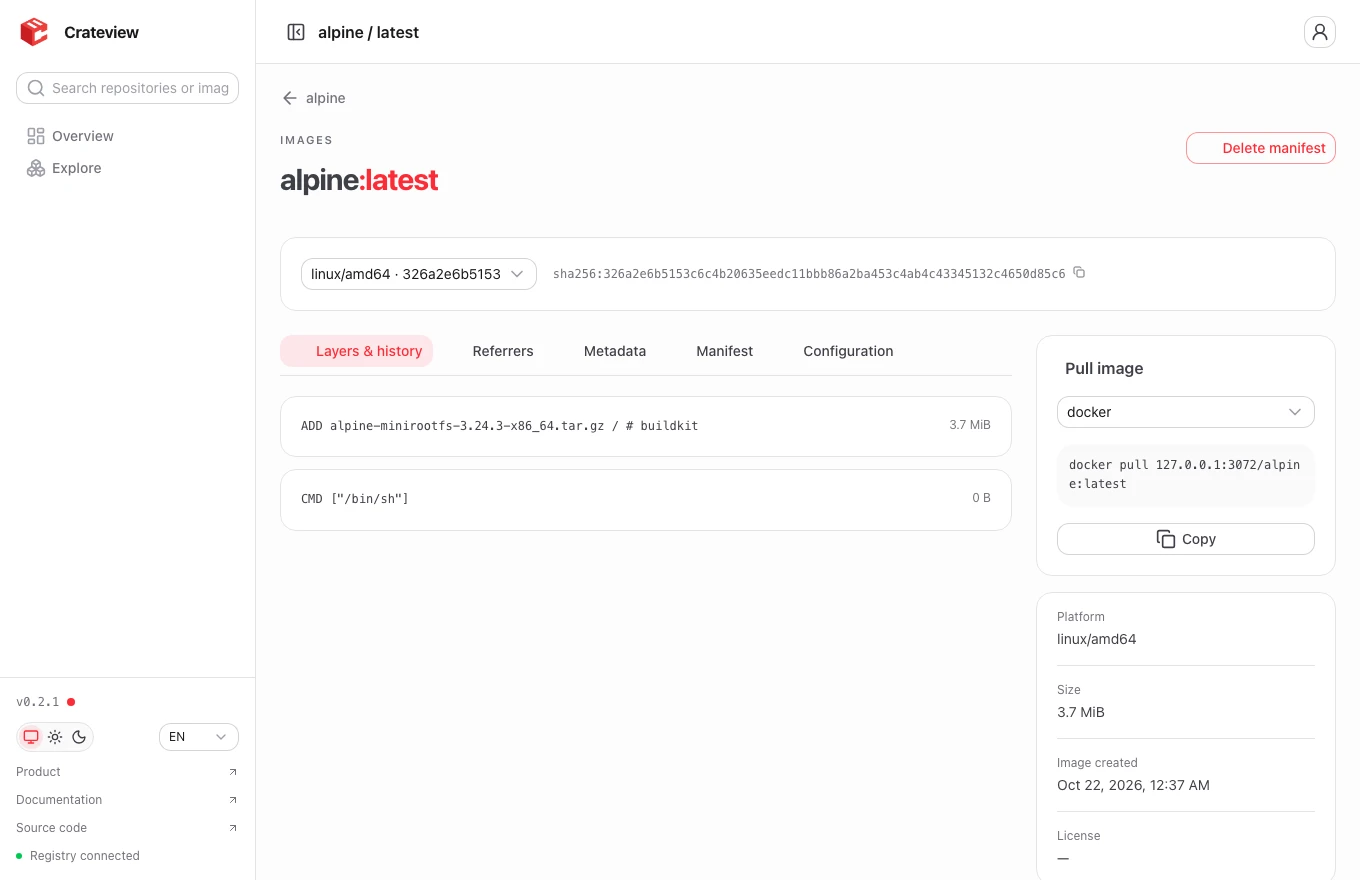 Crateview
Search repositories or imag
Overview
Explore
v0.2.1
EN
Product
Documentation
Source code
Registry connected
alpine / latest
alpine
IMAGES
alpine:latest
Delete manifest
linux/amd64 · 326a2e6b5153
sha256:326a2e6b5153c6c4b20635eedc11bbb86a2ba453c4ab4c43345132c4650d85c6
Layers & history
Referrers
Metadata
Manifest
Configuration
ADD alpine-minirootfs-3.24.3-x86_64.tar.gz / # buildkit
3.7 MiB
CMD ["/bin/sh"]
0 B
Pull image
docker
docker pull 127.0.0.1:3072/alpin
e:latest
Copy
Platform
linux/amd64
Size
3.7 MiB
Image created
Oct 22, 2026, 12:37 AM
License
—